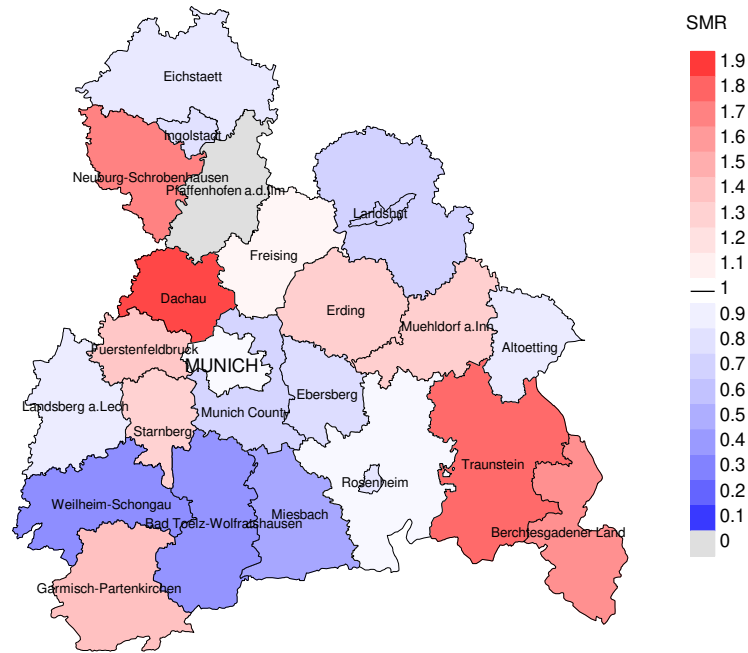 SMR
Eichstaett
Ingolstadt
Neuburg-Schrobenhausen
Pfaffenhofen a.d.Ilm
Landshut
Freising
Dachau
Erding
Muehldorf a.Inn
Altoetting
Fuerstenfeldbruck
MUNICH
Ebersberg
Landsberg a.Lech
Munich County
Starnberg
Traunstein
Rosenheim
Weilheim-Schongau
Miesbach
Bad Toelz-Wolfratshausen
Berchtesgadener Land
Garmisch-Partenkirchen
1.9
1.8
1.7
1.6
1.5
1.4
1.3
1.2
1.1
1
0.9
0.8
0.7
0.6
0.5
0.4
0.3
0.2
0.1
0